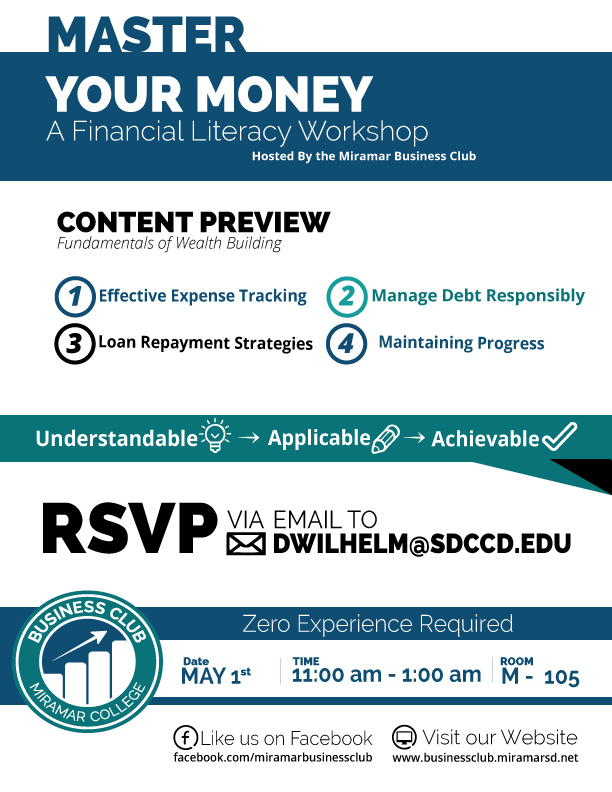 MASTER
YOUR MONEY
A Financial Literacy Workshop
Hosted By the Miramar Business Club
CONTENT PREVIEW
Fundamentals of Wealth Building
1 Effective Expense Tracking
2 Manage Debt Responsibly
3 Loan Repayment Strategies
4 Maintaining Progress
Understandable → Applicable → Achievable
RSVP VIA EMAIL TO
DWILHELM@SDCCD.EDU
BUSINESS CLUB
MIRAMAR COLLEGE
Zero Experience Required
Date
MAY 1st
TIME
11:00 am - 1:00 am
ROOM
M - 105
f Like us on Facebook
facebook.com/miramarbusinessclub
Visit our Website
www.businessclub.miramarsd.net